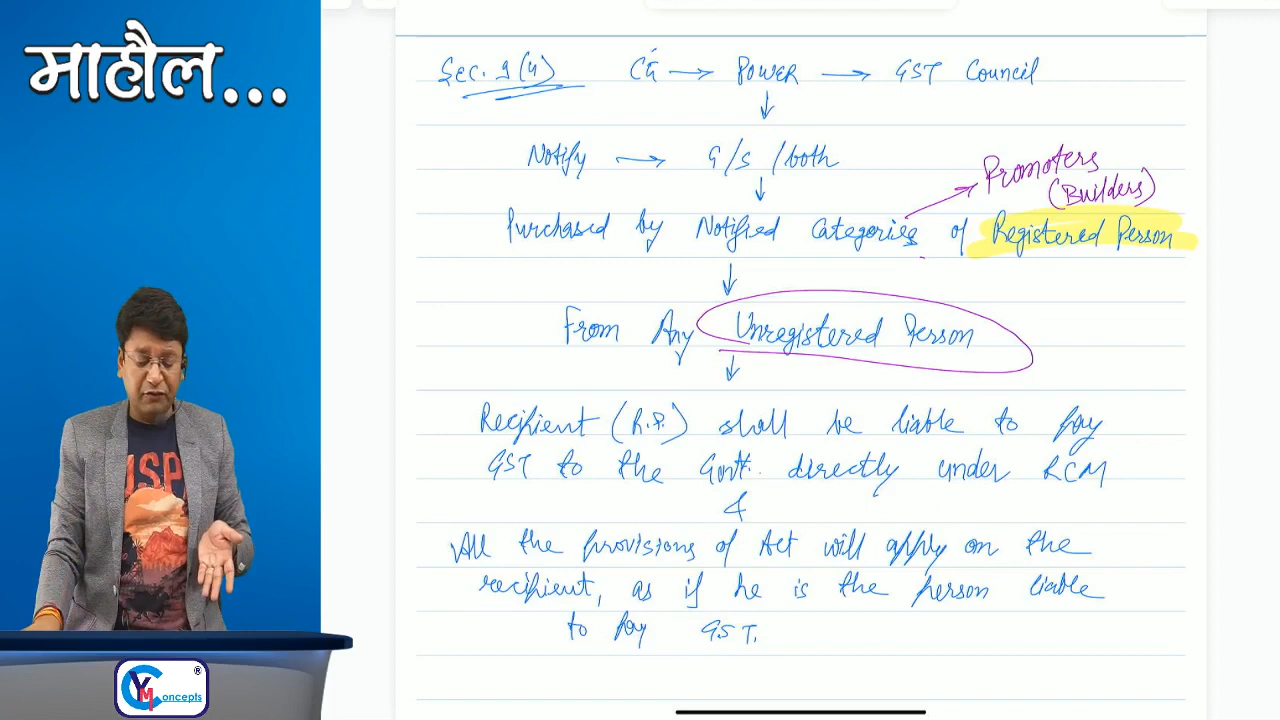 माहौल...
Sec. 9(4) CG → POWER → GST Council
↓
Notify → G/S /both
↓
Promoters
(Builders)
Purchased by Notified Categories of Registered Person
↓
From Any Unregistered Person
↓
Recipient (R.P.) shall be liable to pay
GST to the Govt. directly under RCM
&
All the provisions of Act will apply on the
recipient, as if he is the person liable
to pay GST.
YM Concepts ®